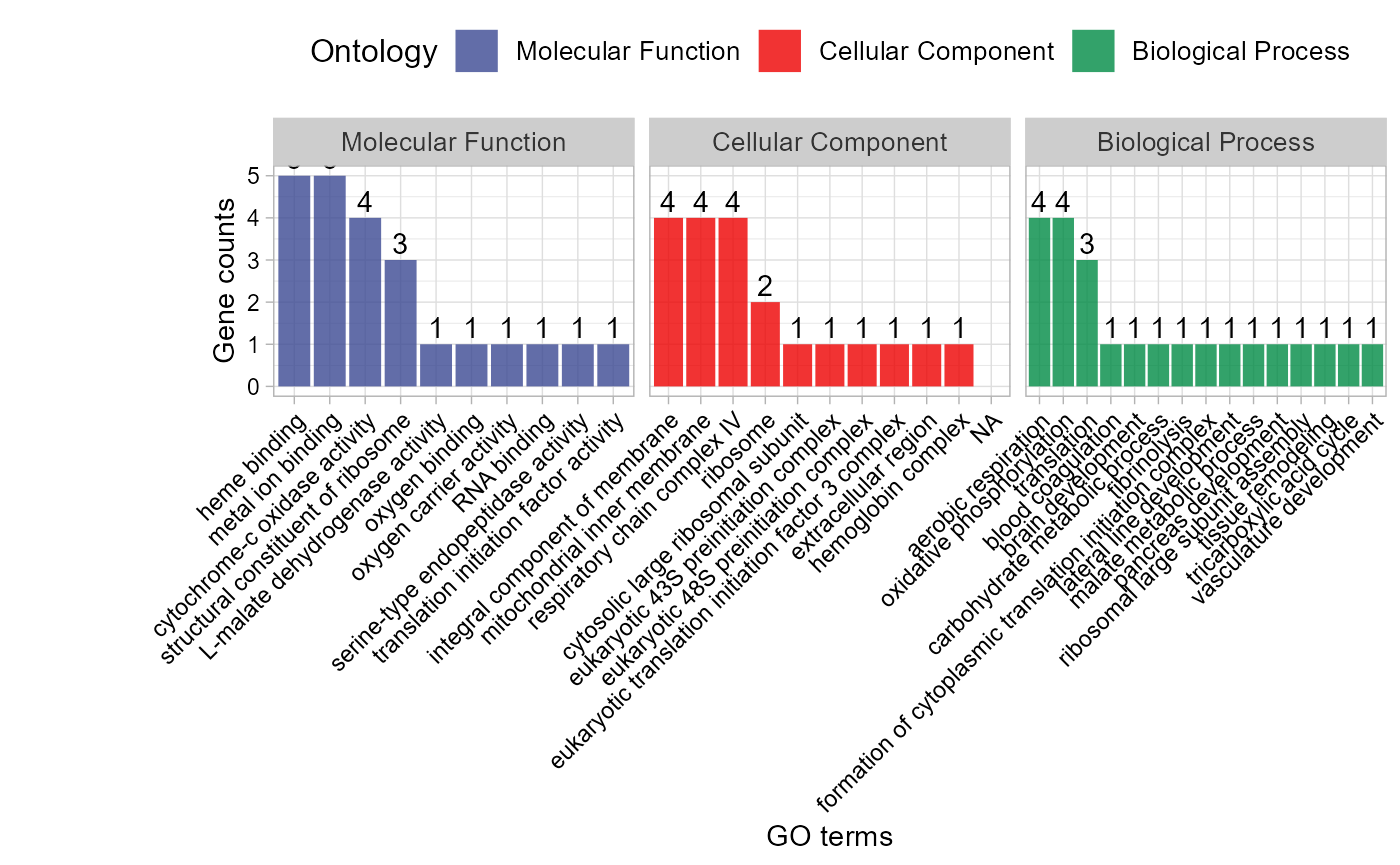 Ontology Molecular Function Cellular Component Biological Process
Molecular Function Cellular Component Biological Process
Gene counts
5
4
3
2
1
0
4 3 1 1 1 1 1 1
4 4 4 2 1 1 1 1 1 1
4 4 3 1 1 1 1 1 1 1 1 1 1 1 1
heme binding
metal ion binding
cytochrome-c oxidase activity
structural constituent of ribosome
L-malate dehydrogenase activity
oxygen binding
oxygen carrier activity
RNA binding
serine-type endopeptidase activity
translation initiation factor activity
integral component of membrane
mitochondrial inner membrane
respiratory chain complex IV
ribosome
cytosolic large ribosomal subunit
eukaryotic 43S preinitiation complex
eukaryotic 48S preinitiation complex
eukaryotic translation initiation factor 3 complex
extracellular region
hemoglobin complex
NA
aerobic respiration
oxidative phosphorylation
translation
blood coagulation
brain development
carbohydrate metabolic process
fibrinolysis
formation of cytoplasmic translation initiation complex
lateral line development
malate metabolic process
pancreas development
ribosomal large subunit assembly
tissue remodeling
tricarboxylic acid cycle
vasculature development
GO terms